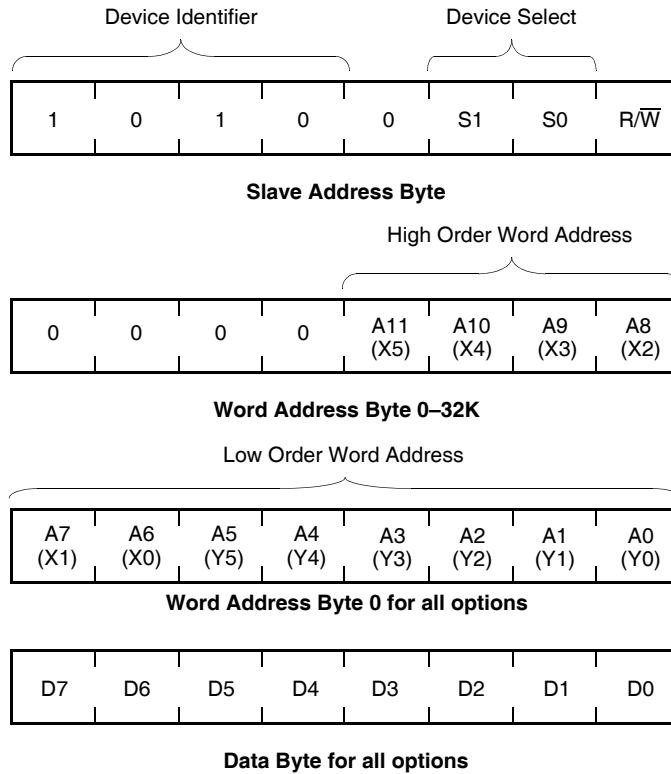 Device Identifier Device Select
1 0 1 0 0 S1 S0 R/W̅
Slave Address Byte
High Order Word Address
0 0 0 0 A11 A10 A9 A8
(X5) (X4) (X3) (X2)
Word Address Byte 0–32K
Low Order Word Address
A7 A6 A5 A4 A3 A2 A1 A0
(X1) (X0) (Y5) (Y4) (Y3) (Y2) (Y1) (Y0)
Word Address Byte 0 for all options
D7 D6 D5 D4 D3 D2 D1 D0
Data Byte for all options